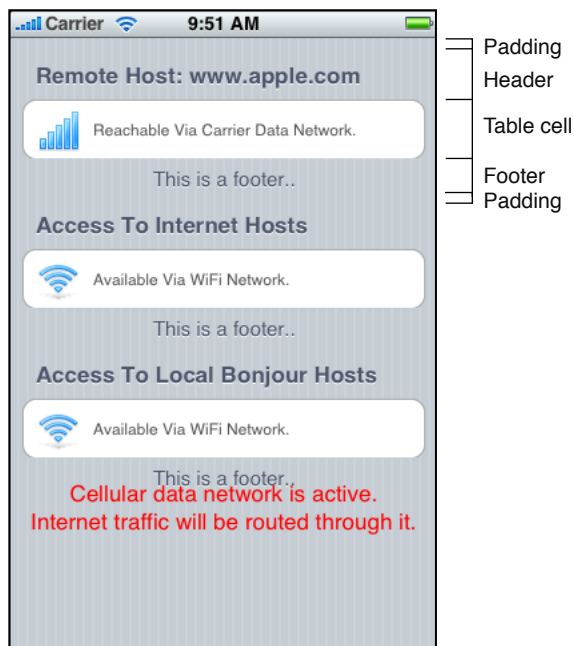 Carrier 9:51 AM
Remote Host: www.apple.com
Reachable Via Carrier Data Network.
This is a footer..
Access To Internet Hosts
Available Via WiFi Network.
This is a footer..
Access To Local Bonjour Hosts
Available Via WiFi Network.
This is a footer..
Cellular data network is active.
Internet traffic will be routed through it.
Padding
Header
Table cell
Footer
Padding